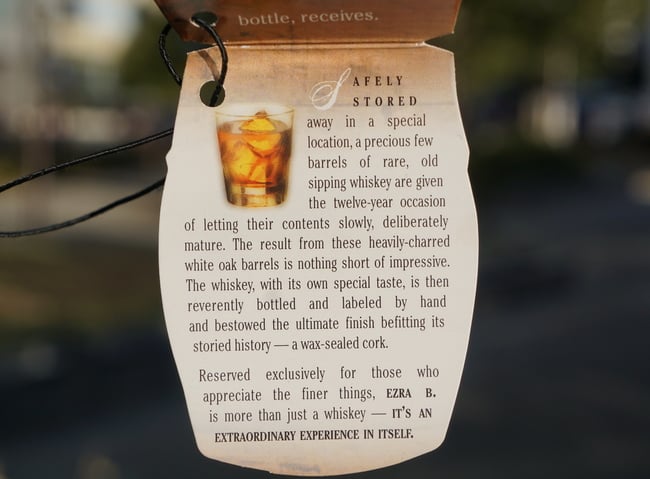 bottle, receives.
SAFELY
STORED
away in a special
location, a precious few
barrels of rare, old
sipping whiskey are given
the twelve-year occasion
of letting their contents slowly, deliberately
mature. The result from these heavily-charred
white oak barrels is nothing short of impressive.
The whiskey, with its own special taste, is then
reverently bottled and labeled by hand
and bestowed the ultimate finish befitting its
storied history — a wax-sealed cork.
Reserved exclusively for those who
appreciate the finer things, EZRA B.
is more than just a whiskey — IT'S AN
EXTRAORDINARY EXPERIENCE IN ITSELF.